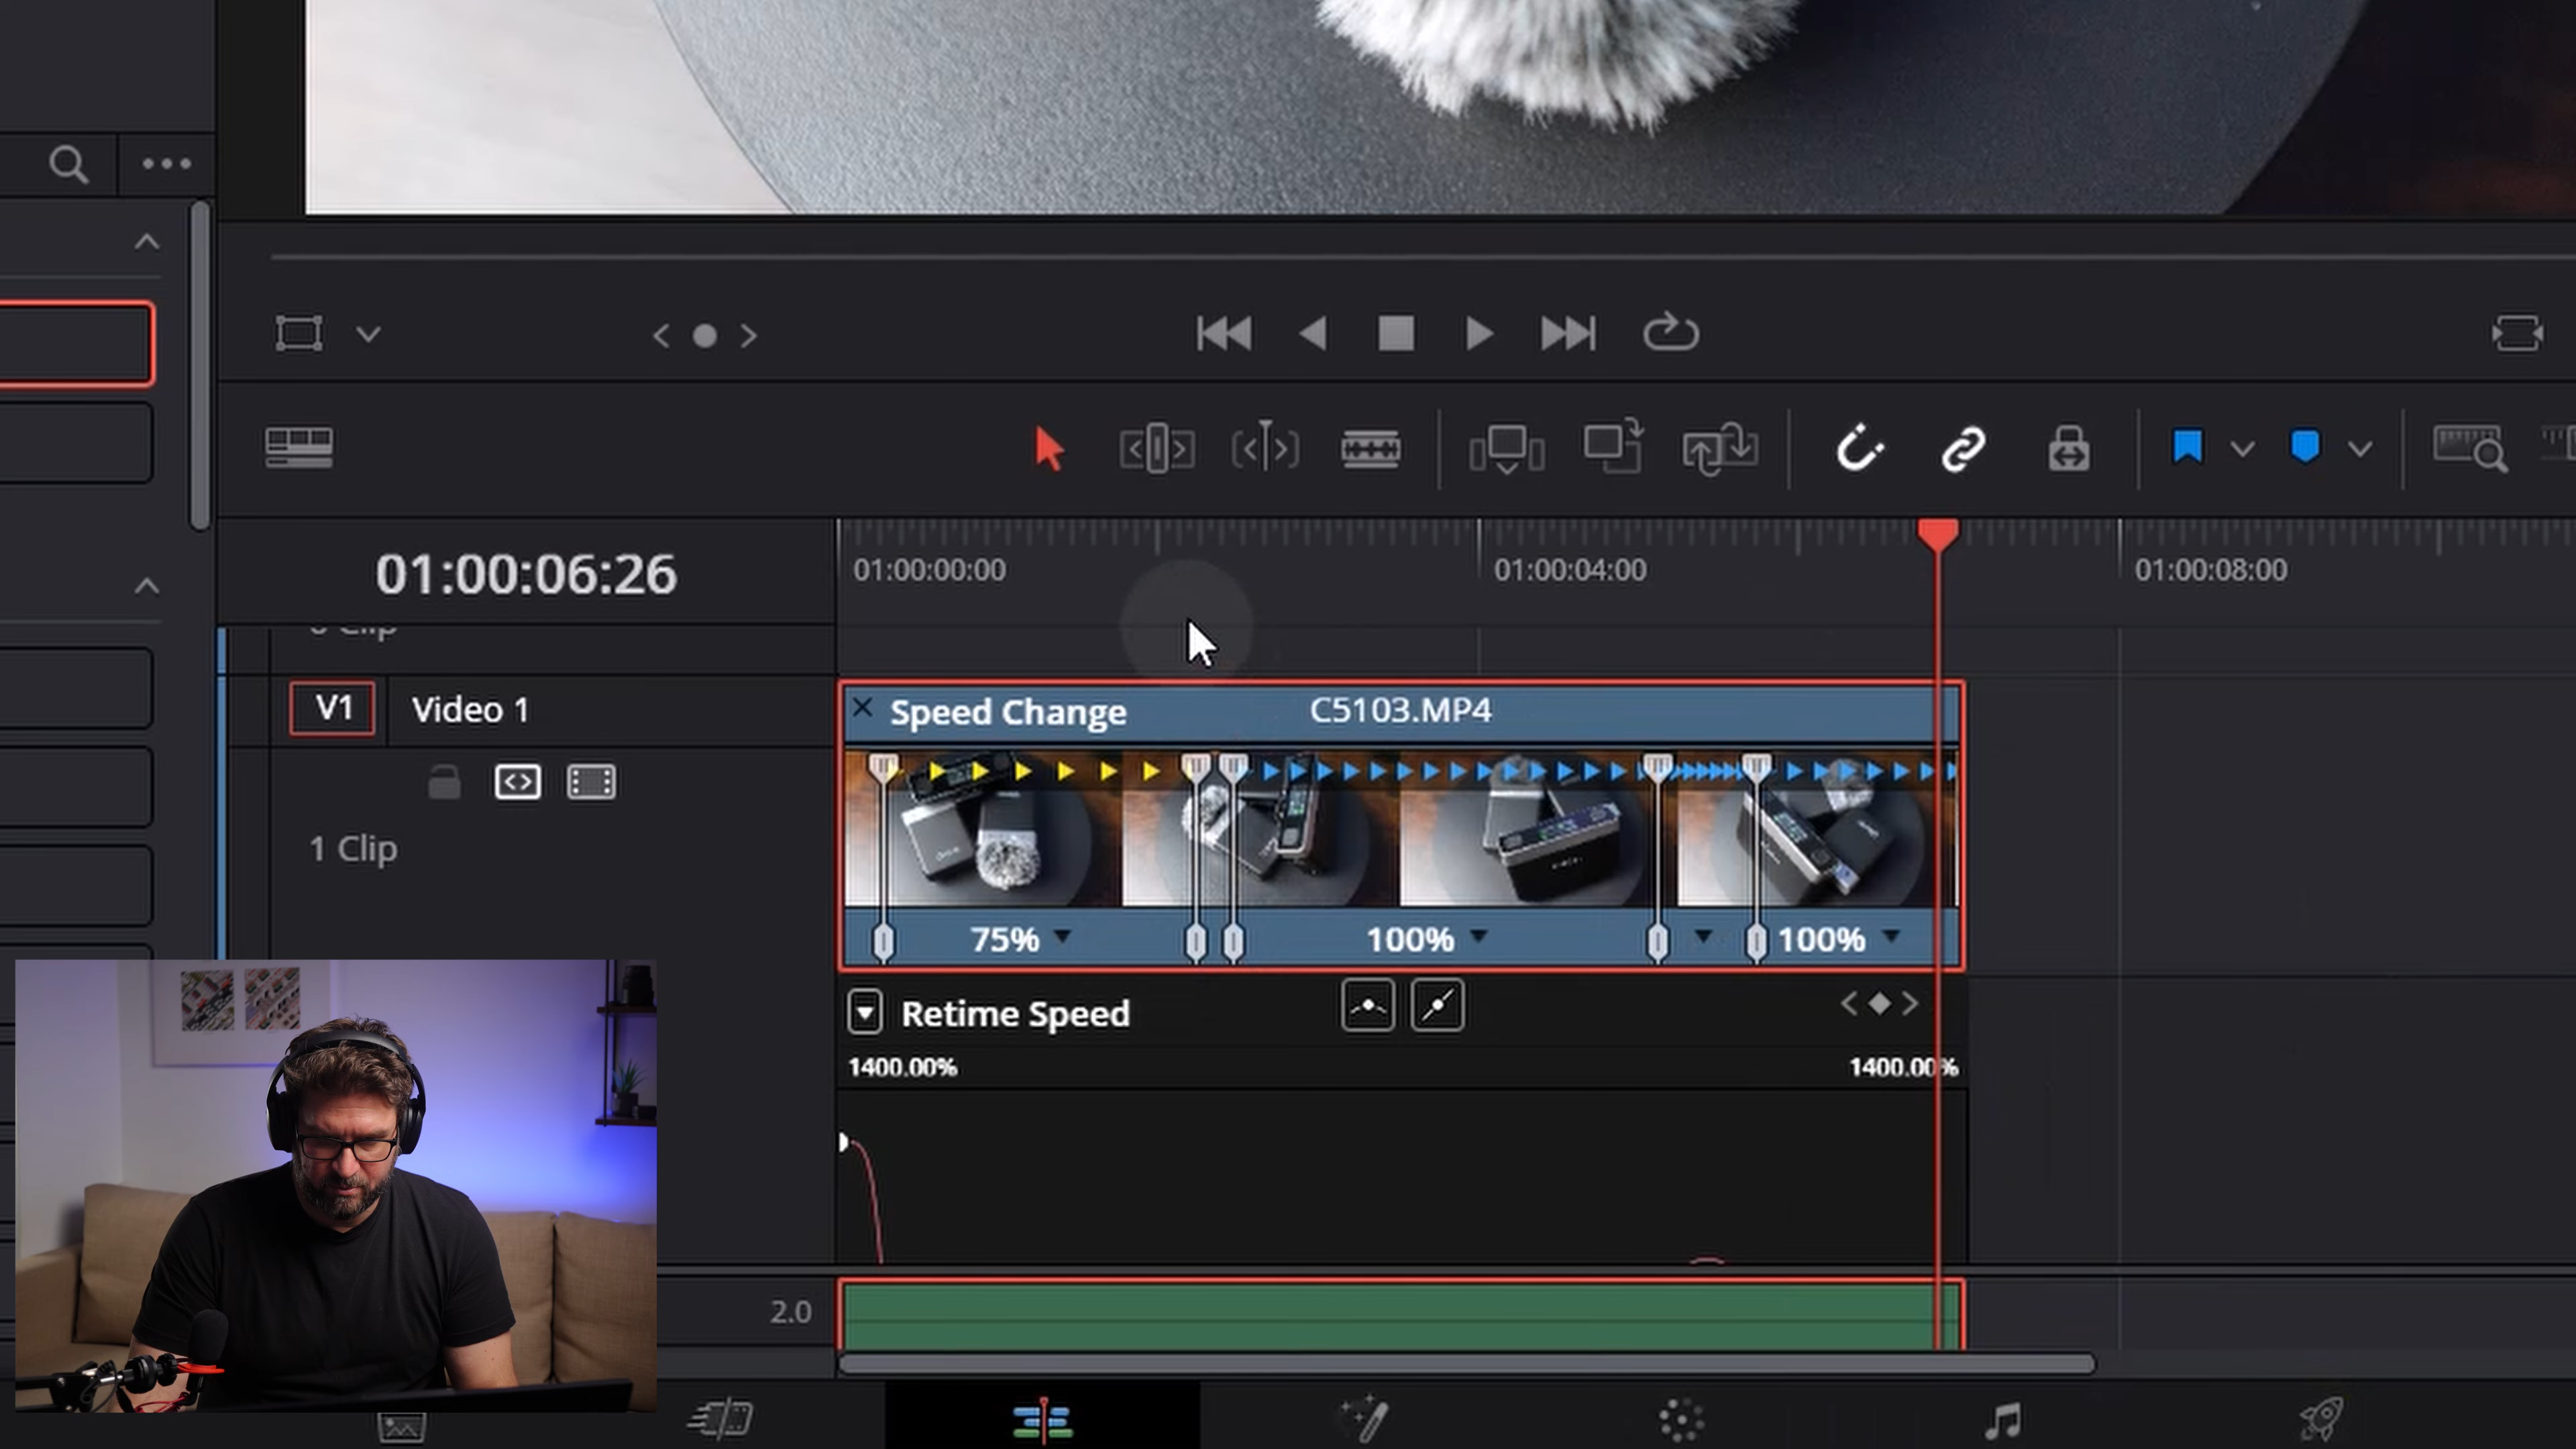 01:00:06:26
01:00:00:00
01:00:04:00
01:00:08:00
Clip
V1
Video 1
Speed Change
C5103.MP4
1 Clip
75%
100%
100%
Retime Speed
1400.00%
1400.00%
2.0